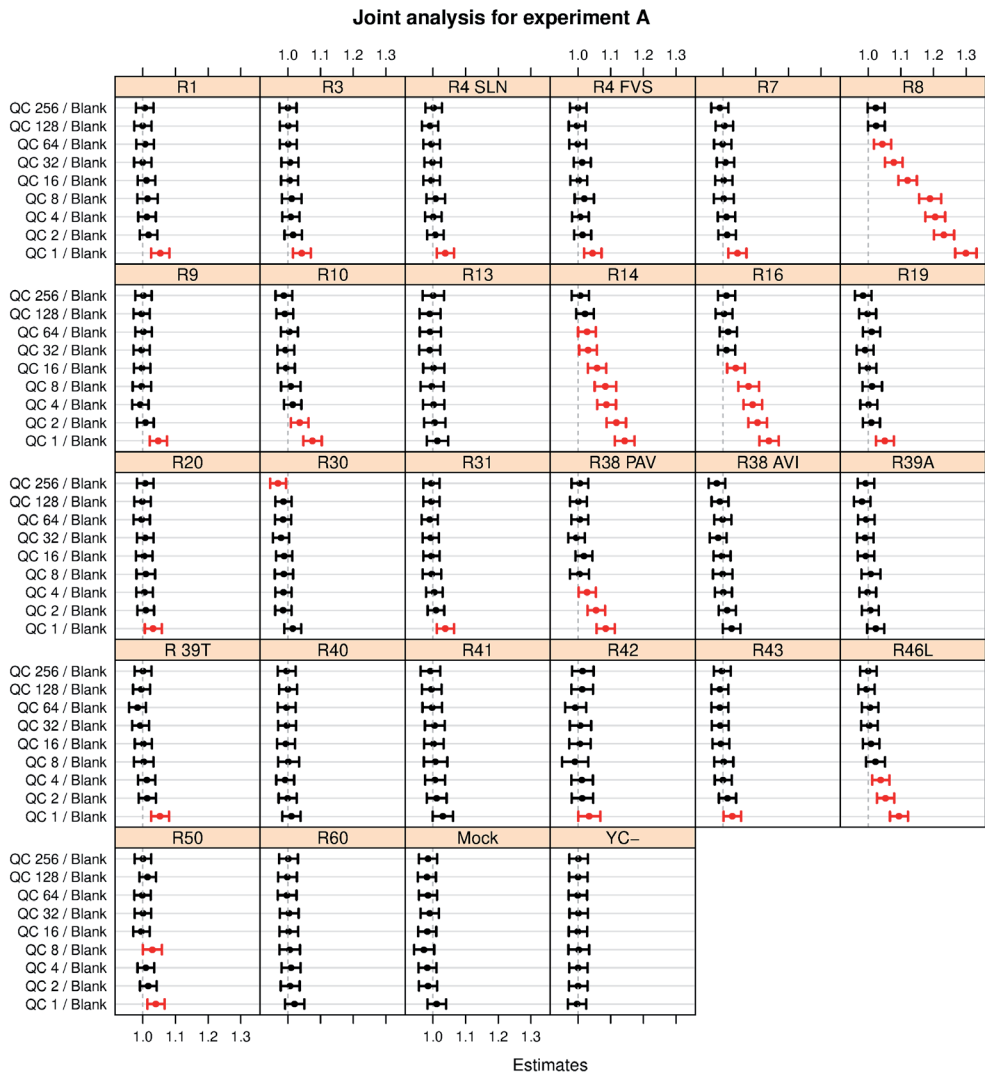 Joint analysis for experiment A
1.0 1.1 1.2 1.3 1.0 1.1 1.2 1.3 1.0 1.1 1.2 1.3
R1 R3 R4 SLN R4 FVS R7 R8
QC 256 / Blank
QC 128 / Blank
QC 64 / Blank
QC 32 / Blank
QC 16 / Blank
QC 8 / Blank
QC 4 / Blank
QC 2 / Blank
QC 1 / Blank
R9 R10 R13 R14 R16 R19
QC 256 / Blank
QC 128 / Blank
QC 64 / Blank
QC 32 / Blank
QC 16 / Blank
QC 8 / Blank
QC 4 / Blank
QC 2 / Blank
QC 1 / Blank
R20 R30 R31 R38 PAV R38 AVI R39A
QC 256 / Blank
QC 128 / Blank
QC 64 / Blank
QC 32 / Blank
QC 16 / Blank
QC 8 / Blank
QC 4 / Blank
QC 2 / Blank
QC 1 / Blank
R 39T R40 R41 R42 R43 R46L
QC 256 / Blank
QC 128 / Blank
QC 64 / Blank
QC 32 / Blank
QC 16 / Blank
QC 8 / Blank
QC 4 / Blank
QC 2 / Blank
QC 1 / Blank
R50 R60 Mock YC−
QC 256 / Blank
QC 128 / Blank
QC 64 / Blank
QC 32 / Blank
QC 16 / Blank
QC 8 / Blank
QC 4 / Blank
QC 2 / Blank
QC 1 / Blank
1.0 1.1 1.2 1.3 1.0 1.1 1.2 1.3
Estimates